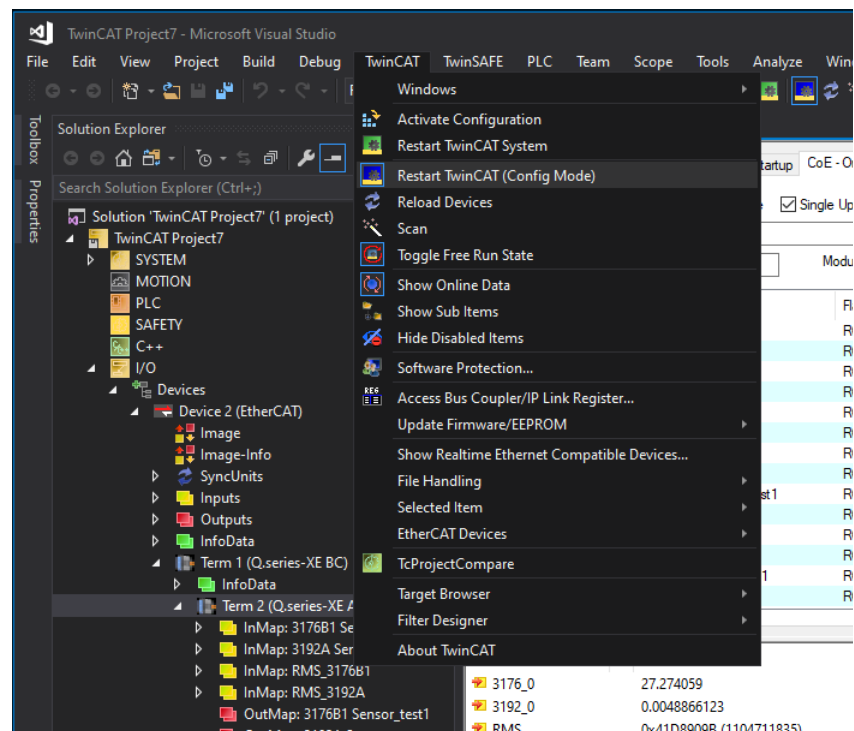 TwinCAT Project7 - Microsoft Visual Studio
File Edit View Project Build Debug TwinCAT TwinSAFE PLC Team Scope Tools Analyze
Toolbox
Properties
Solution Explorer
Search Solution Explorer (Ctrl+;)
Solution 'TwinCAT Project7' (1 project)
TwinCAT Project7
SYSTEM
MOTION
PLC
SAFETY
C++
I/O
Devices
Device 2 (EtherCAT)
Image
Image-Info
SyncUnits
Inputs
Outputs
InfoData
Term 1 (Q.series-XE BC)
InfoData
Term 2 (Q.series-XE A
InMap: 3176B1 Se
InMap: 3192A Ser
InMap: RMS_3176B1
InMap: RMS_3192A
OutMap: 3176B1 Sensor_test1
Windows
Activate Configuration
Restart TwinCAT System
Restart TwinCAT (Config Mode)
Reload Devices
Scan
Toggle Free Run State
Show Online Data
Show Sub Items
Hide Disabled Items
Software Protection...
Access Bus Coupler/IP Link Register...
Update Firmware/EEPROM
Show Realtime Ethernet Compatible Devices...
File Handling
Selected Item
EtherCAT Devices
TcProjectCompare
Target Browser
Filter Designer
About TwinCAT
tartup CoE - O
Single Up
Modu
st1
3176_0 27.274059
3192_0 0.0048866123
RMS 0x41D8909B (1104711835)